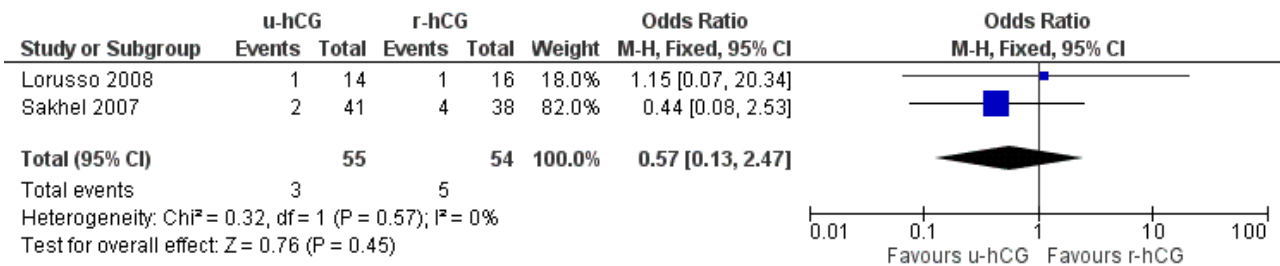 u-hCG r-hCG Odds Ratio Odds Ratio
Study or Subgroup Events Total Events Total Weight M-H, Fixed, 95% CI M-H, Fixed, 95% CI
Lorusso 2008 1 14 1 16 18.0% 1.15 [0.07, 20.34]
Sakhel 2007 2 41 4 38 82.0% 0.44 [0.08, 2.53]
Total (95% CI) 55 54 100.0% 0.57 [0.13, 2.47]
Total events 3 5
Heterogeneity: Chi² = 0.32, df = 1 (P = 0.57); I² = 0%
Test for overall effect: Z = 0.76 (P = 0.45)
0.01 0.1 1 10 100
Favours u-hCG Favours r-hCG